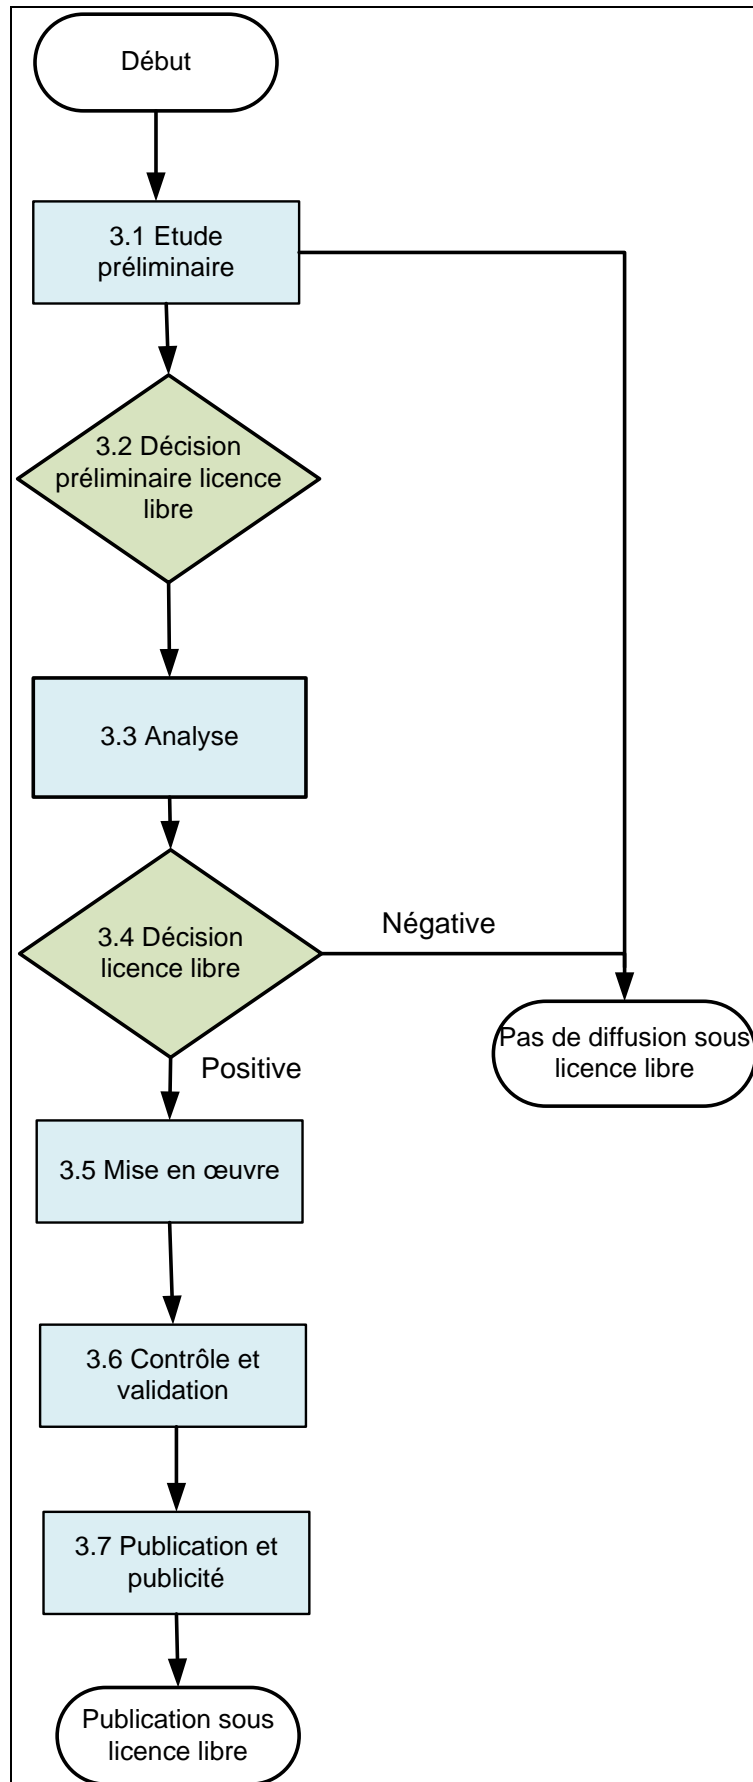 Début
3.1 Etude
préliminaire
3.2 Décision
préliminaire licence
libre
3.3 Analyse
3.4 Décision
licence libre
Négative
Pas de diffusion sous
licence libre
Positive
3.5 Mise en œuvre
3.6 Contrôle et
validation
3.7 Publication et
publicité
Publication sous
licence libre